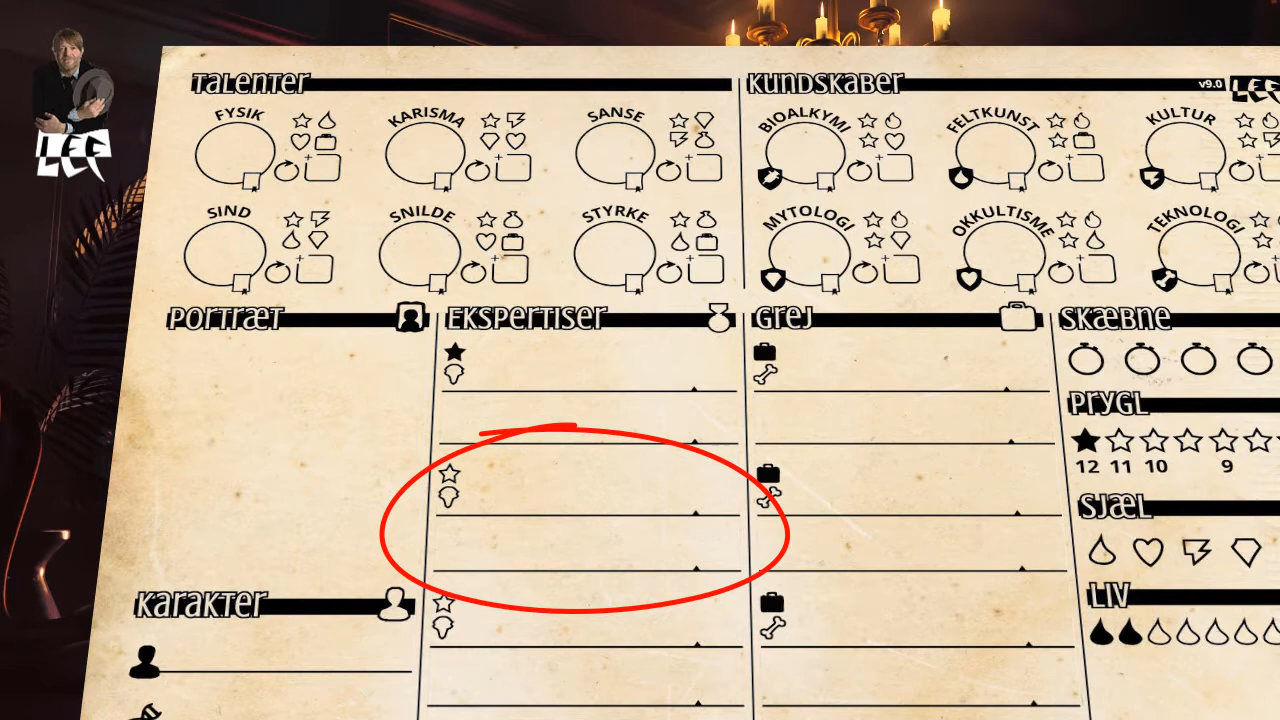 TALENTER
KUNDSKABER
v9.0 LEG
LEG
FYSIK
KARISMA
SANSE
BIOALKYMI
FELTKUNST
KULTUR
SIND
SNILDE
STYRKE
MYTOLOGI
OKKULTISME
TEKNOLOGI
PORTRÆT
EKSPERTISER
GREJ
SKÆBNE
PRYGL
12 11 10 9
SJÆL
KARAKTER
LIV